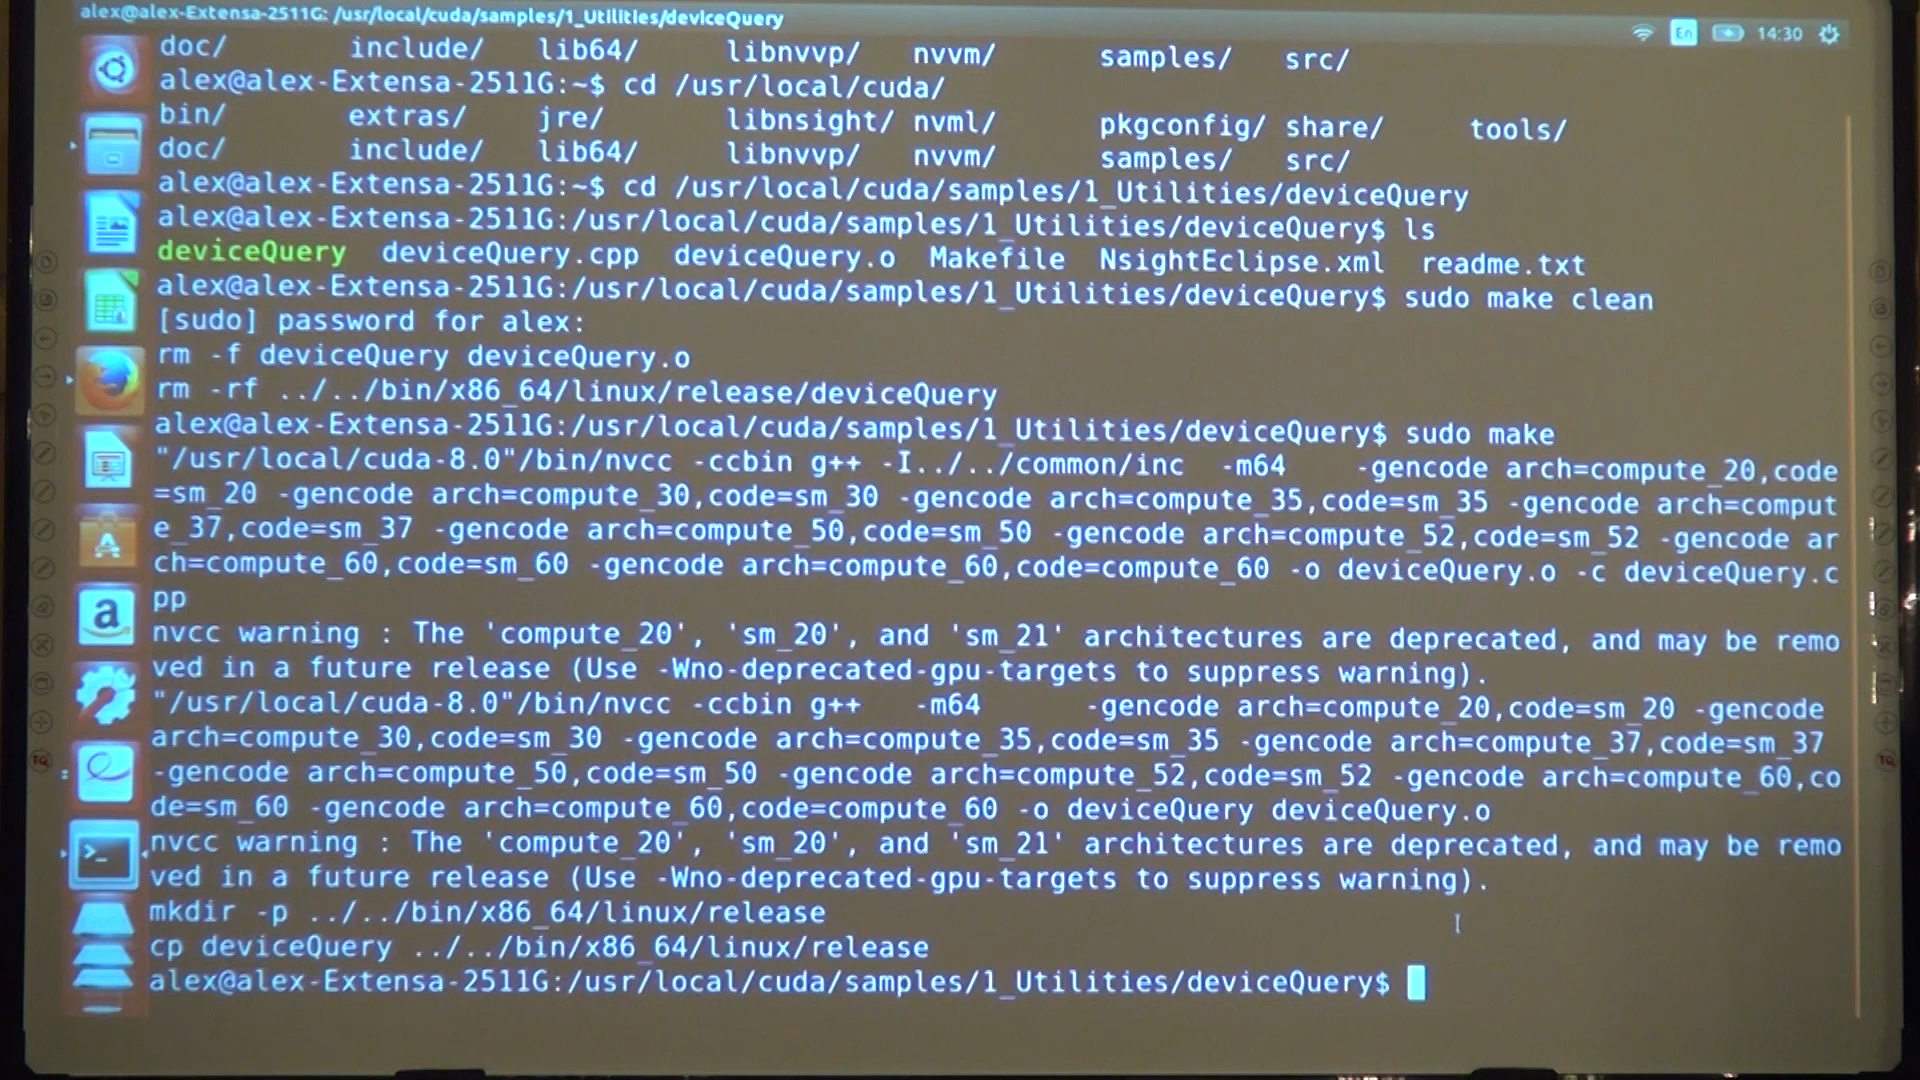 alex@alex-Extensa-2511G: /usr/local/cuda/samples/1_Utilities/deviceQuery
En 14:30
doc/ include/ lib64/ libnvvp/ nvvm/ samples/ src/
alex@alex-Extensa-2511G:~$ cd /usr/local/cuda/
bin/ extras/ jre/ libnsight/ nvml/ pkgconfig/ share/ tools/
doc/ include/ lib64/ libnvvp/ nvvm/ samples/ src/
alex@alex-Extensa-2511G:~$ cd /usr/local/cuda/samples/1_Utilities/deviceQuery
alex@alex-Extensa-2511G:/usr/local/cuda/samples/1_Utilities/deviceQuery$ ls
deviceQuery deviceQuery.cpp deviceQuery.o Makefile NsightEclipse.xml readme.txt
alex@alex-Extensa-2511G:/usr/local/cuda/samples/1_Utilities/deviceQuery$ sudo make clean
[sudo] password for alex:
rm -f deviceQuery deviceQuery.o
rm -rf ../../bin/x86_64/linux/release/deviceQuery
alex@alex-Extensa-2511G:/usr/local/cuda/samples/1_Utilities/deviceQuery$ sudo make
"/usr/local/cuda-8.0"/bin/nvcc -ccbin g++ -I../../common/inc -m64 -gencode arch=compute_20,code
=sm_20 -gencode arch=compute_30,code=sm_30 -gencode arch=compute_35,code=sm_35 -gencode arch=comput
e_37,code=sm_37 -gencode arch=compute_50,code=sm_50 -gencode arch=compute_52,code=sm_52 -gencode ar
ch=compute_60,code=sm_60 -gencode arch=compute_60,code=compute_60 -o deviceQuery.o -c deviceQuery.c
pp
nvcc warning : The 'compute_20', 'sm_20', and 'sm_21' architectures are deprecated, and may be remo
ved in a future release (Use -Wno-deprecated-gpu-targets to suppress warning).
"/usr/local/cuda-8.0"/bin/nvcc -ccbin g++ -m64 -gencode arch=compute_20,code=sm_20 -gencode
arch=compute_30,code=sm_30 -gencode arch=compute_35,code=sm_35 -gencode arch=compute_37,code=sm_37
-gencode arch=compute_50,code=sm_50 -gencode arch=compute_52,code=sm_52 -gencode arch=compute_60,co
de=sm_60 -gencode arch=compute_60,code=compute_60 -o deviceQuery deviceQuery.o
nvcc warning : The 'compute_20', 'sm_20', and 'sm_21' architectures are deprecated, and may be remo
ved in a future release (Use -Wno-deprecated-gpu-targets to suppress warning).
mkdir -p ../../bin/x86_64/linux/release
cp deviceQuery ../../bin/x86_64/linux/release
alex@alex-Extensa-2511G:/usr/local/cuda/samples/1_Utilities/deviceQuery$